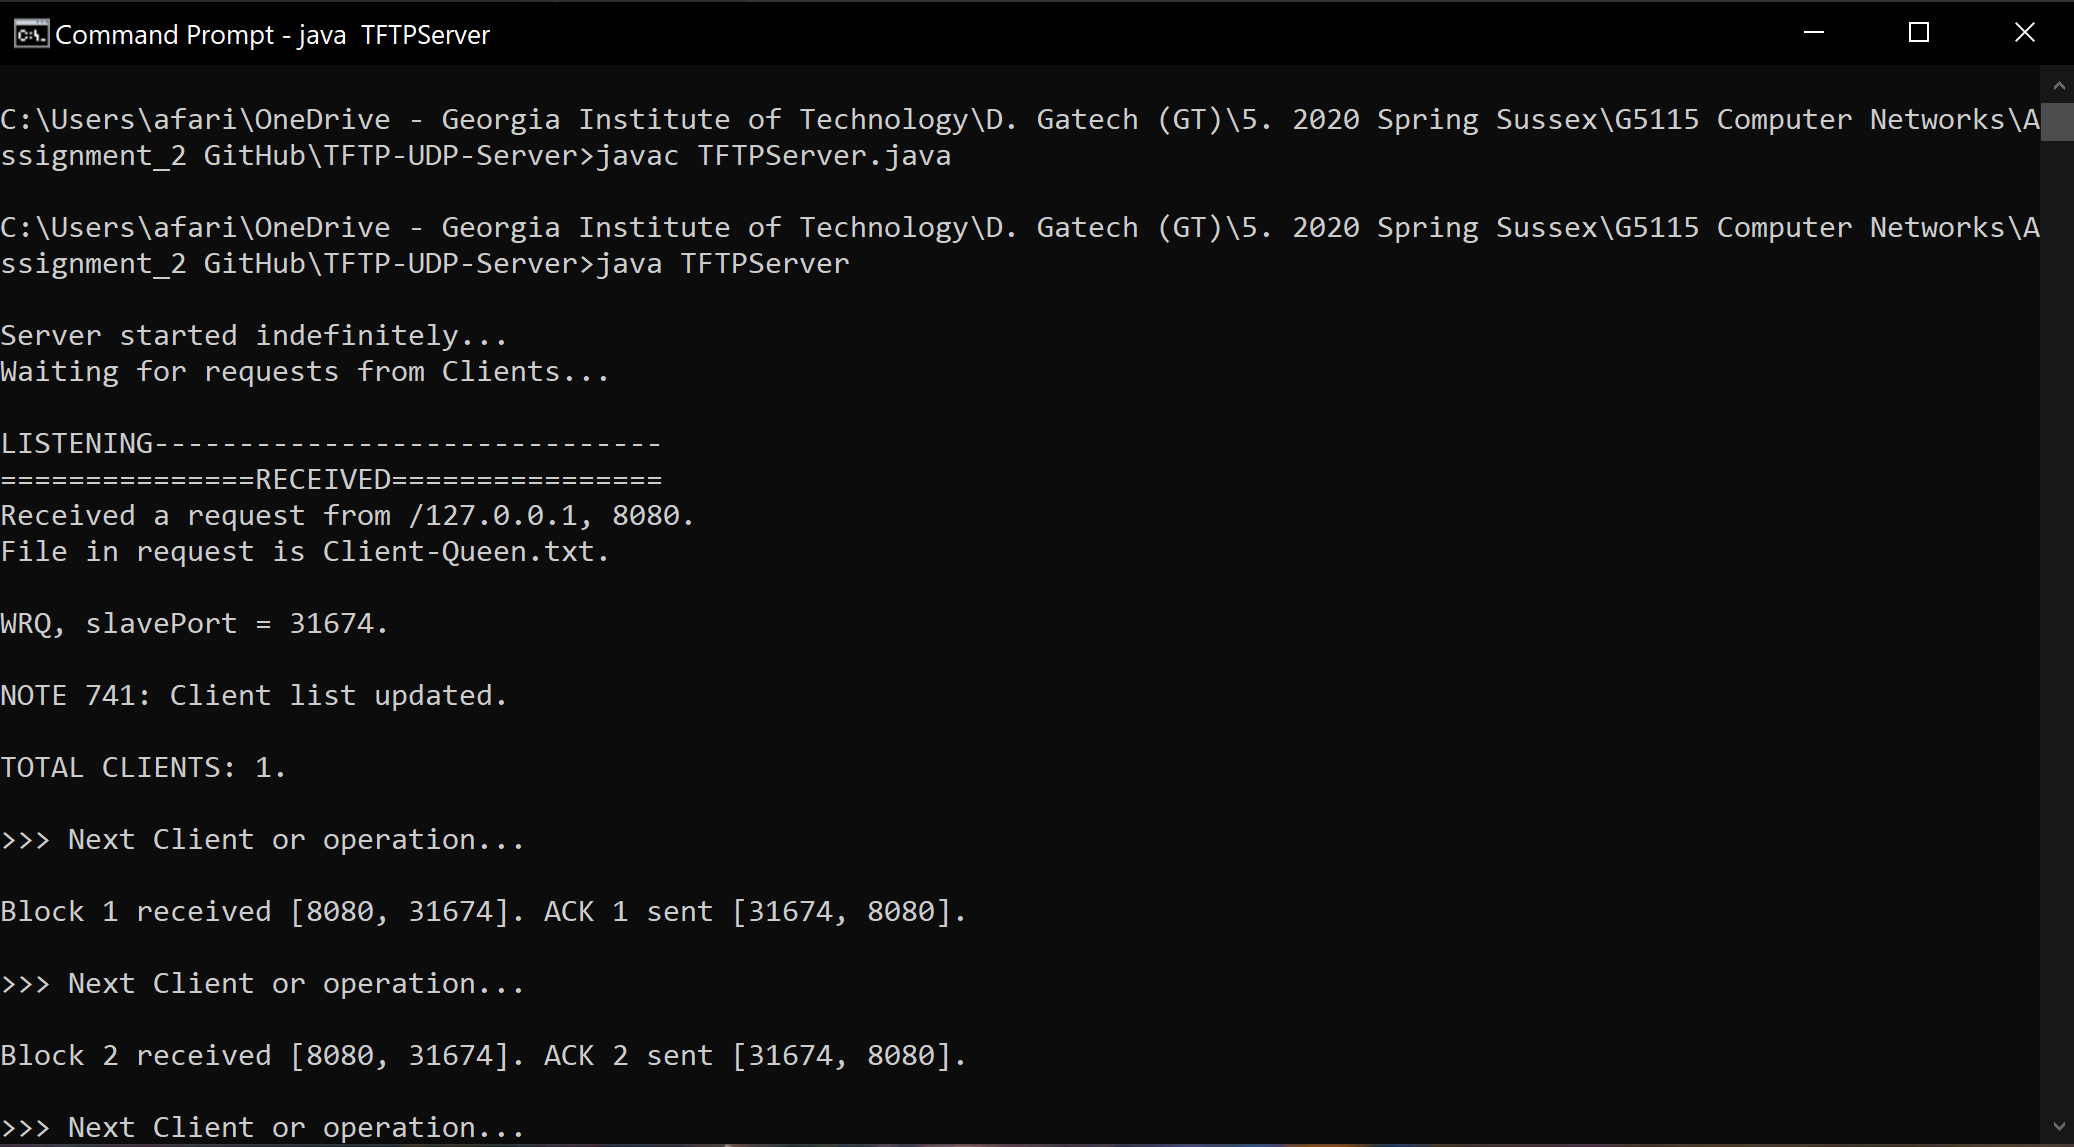 Command Prompt - java  TFTPServer
C:\Users\afari\OneDrive - Georgia Institute of Technology\D. Gatech (GT)\5. 2020 Spring Sussex\G5115 Computer Networks\A
ssignment_2 GitHub\TFTP-UDP-Server>javac TFTPServer.java
C:\Users\afari\OneDrive - Georgia Institute of Technology\D. Gatech (GT)\5. 2020 Spring Sussex\G5115 Computer Networks\A
ssignment_2 GitHub\TFTP-UDP-Server>java TFTPServer
Server started indefinitely...
Waiting for requests from Clients...
LISTENING------------------------------
===============RECEIVED================
Received a request from /127.0.0.1, 8080.
File in request is Client-Queen.txt.
WRQ, slavePort = 31674.
NOTE 741: Client list updated.
TOTAL CLIENTS: 1.
>>> Next Client or operation...
Block 1 received [8080, 31674]. ACK 1 sent [31674, 8080].
>>> Next Client or operation...
Block 2 received [8080, 31674]. ACK 2 sent [31674, 8080].
>>> Next Client or operation...